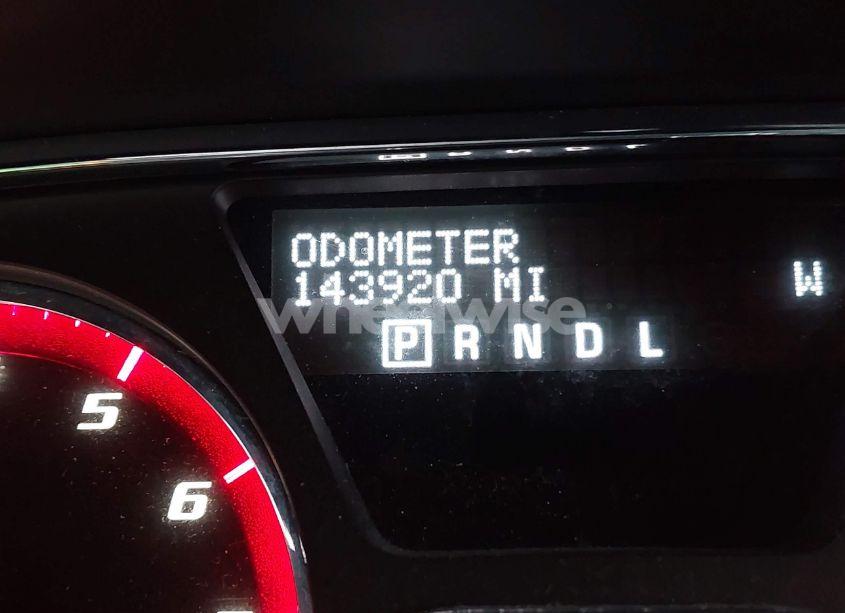 ODOMETER
143920 MI
W
P R N D L
wheelwise
5
6